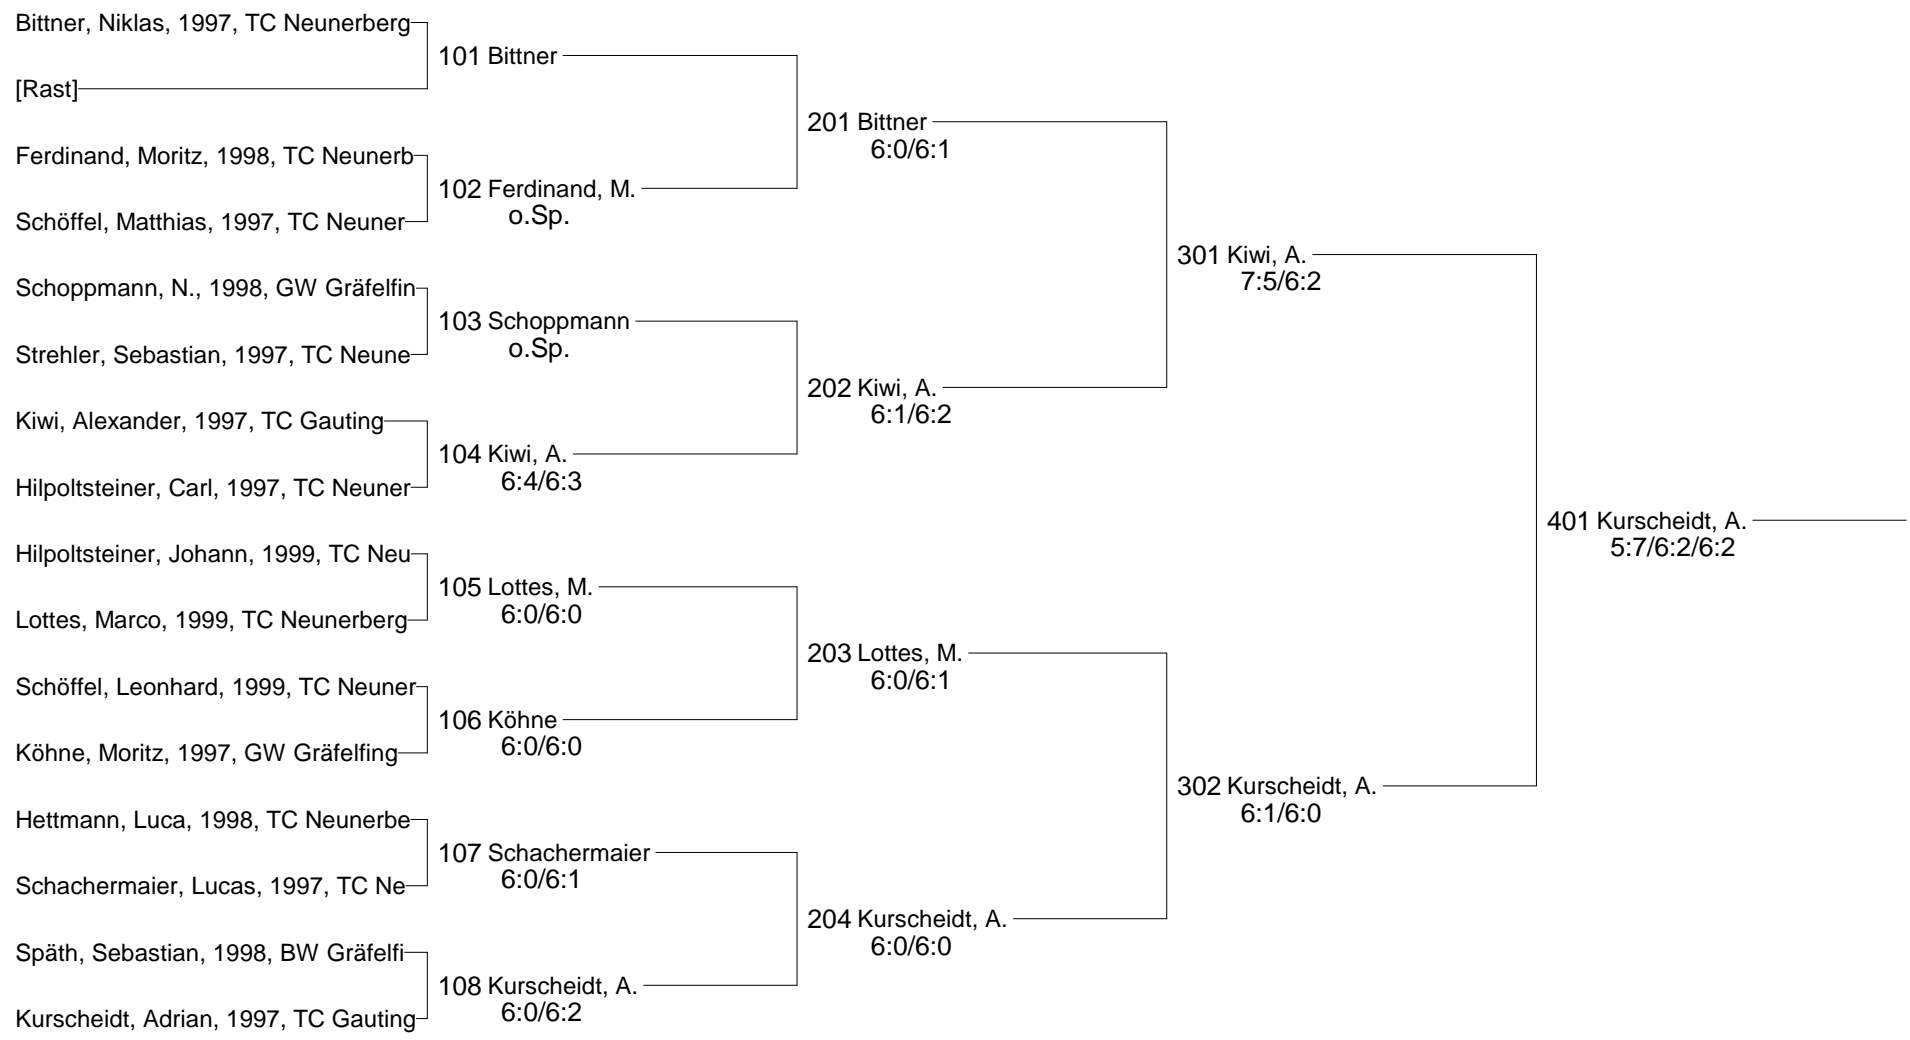 Bittner, Niklas, 1997, TC Neunerberg
[Rast]
Ferdinand, Moritz, 1998, TC Neunerb
Schöffel, Matthias, 1997, TC Neuner
Schoppmann, N., 1998, GW Gräfelfin
Strehler, Sebastian, 1997, TC Neune
Kiwi, Alexander, 1997, TC Gauting
Hilpoltsteiner, Carl, 1997, TC Neuner
Hilpoltsteiner, Johann, 1999, TC Neu
Lottes, Marco, 1999, TC Neunerberg
Schöffel, Leonhard, 1999, TC Neuner
Köhne, Moritz, 1997, GW Gräfelfing
Hettmann, Luca, 1998, TC Neunerbe
Schachermaier, Lucas, 1997, TC Ne
Späth, Sebastian, 1998, BW Gräfelfi
Kurscheidt, Adrian, 1997, TC Gauting
101 Bittner
102 Ferdinand, M.
o.Sp.
103 Schoppmann
o.Sp.
104 Kiwi, A.
6:4/6:3
105 Lottes, M.
6:0/6:0
106 Köhne
6:0/6:0
107 Schachermaier
6:0/6:1
108 Kurscheidt, A.
6:0/6:2
201 Bittner
6:0/6:1
202 Kiwi, A.
6:1/6:2
203 Lottes, M.
6:0/6:1
204 Kurscheidt, A.
6:0/6:0
301 Kiwi, A.
7:5/6:2
302 Kurscheidt, A.
6:1/6:0
401 Kurscheidt, A.
5:7/6:2/6:2